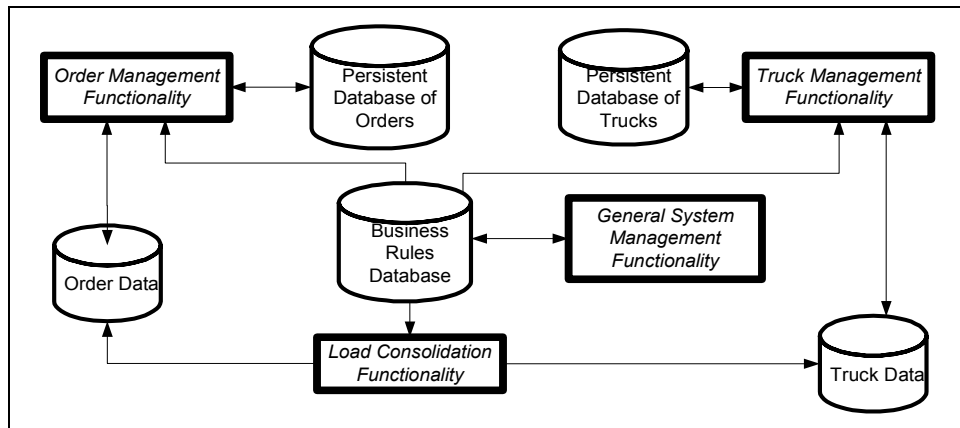 Order Management
Functionality
Persistent
Database of
Orders
Persistent
Database of
Trucks
Truck Management
Functionality
Business
Rules
Database
General System
Management
Functionality
Order Data
Load Consolidation
Functionality
Truck Data